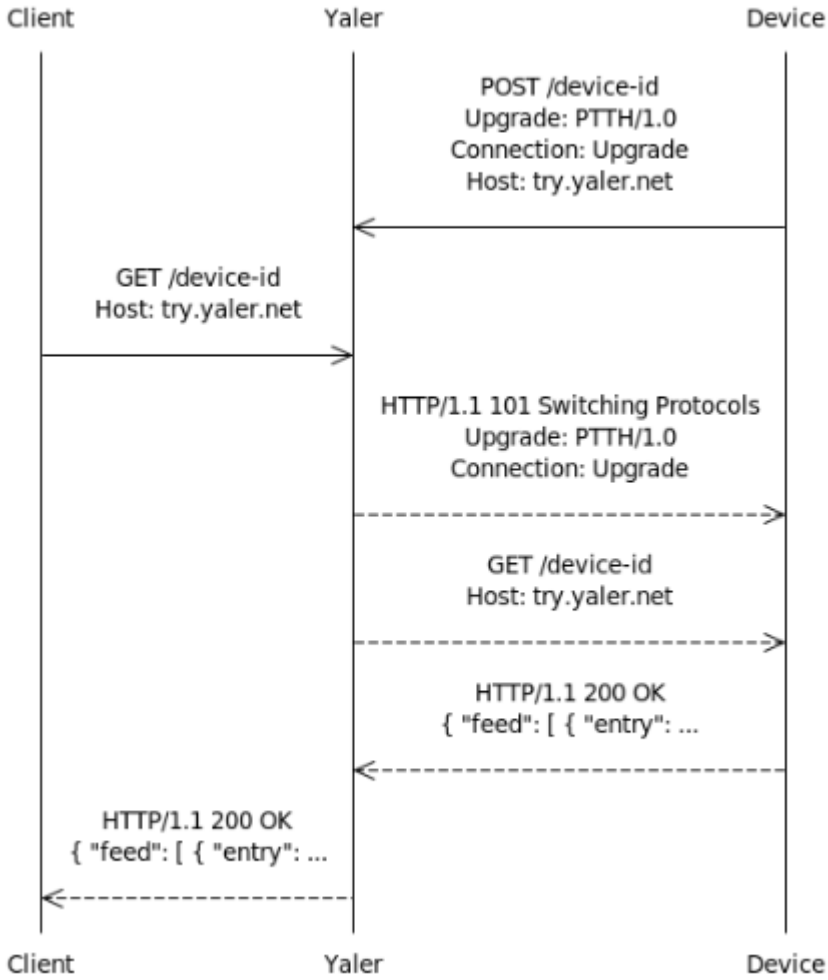 Client Yaler Device
POST /device-id
Upgrade: PTTH/1.0
Connection: Upgrade
Host: try.yaler.net
GET /device-id
Host: try.yaler.net
HTTP/1.1 101 Switching Protocols
Upgrade: PTTH/1.0
Connection: Upgrade
GET /device-id
Host: try.yaler.net
HTTP/1.1 200 OK
{ "feed": [ { "entry": ...
HTTP/1.1 200 OK
{ "feed": [ { "entry": ...
Client Yaler Device